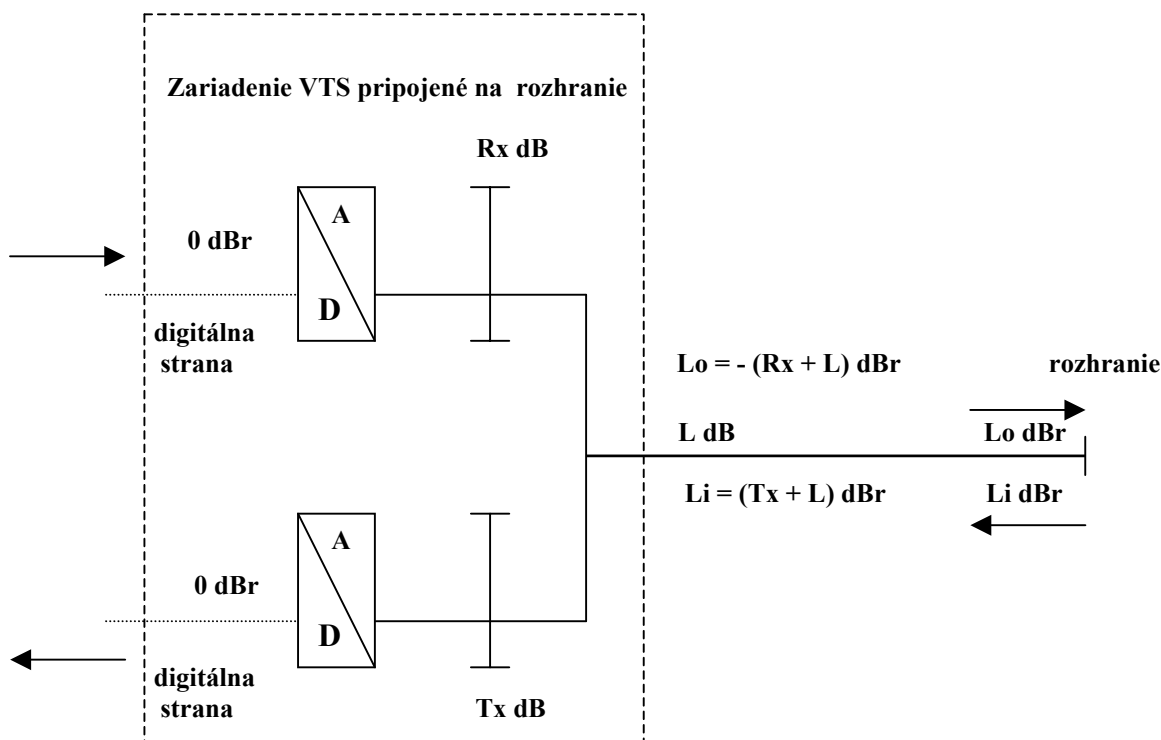 Zariadenie VTS pripojené na rozhranie
Rx dB
A
0 dBr
D
digitálna
strana
Lo = - (Rx + L) dBr
rozhranie
L dB
Lo dBr
Li = (Tx + L) dBr
Li dBr
A
0 dBr
D
digitálna
strana
Tx dB